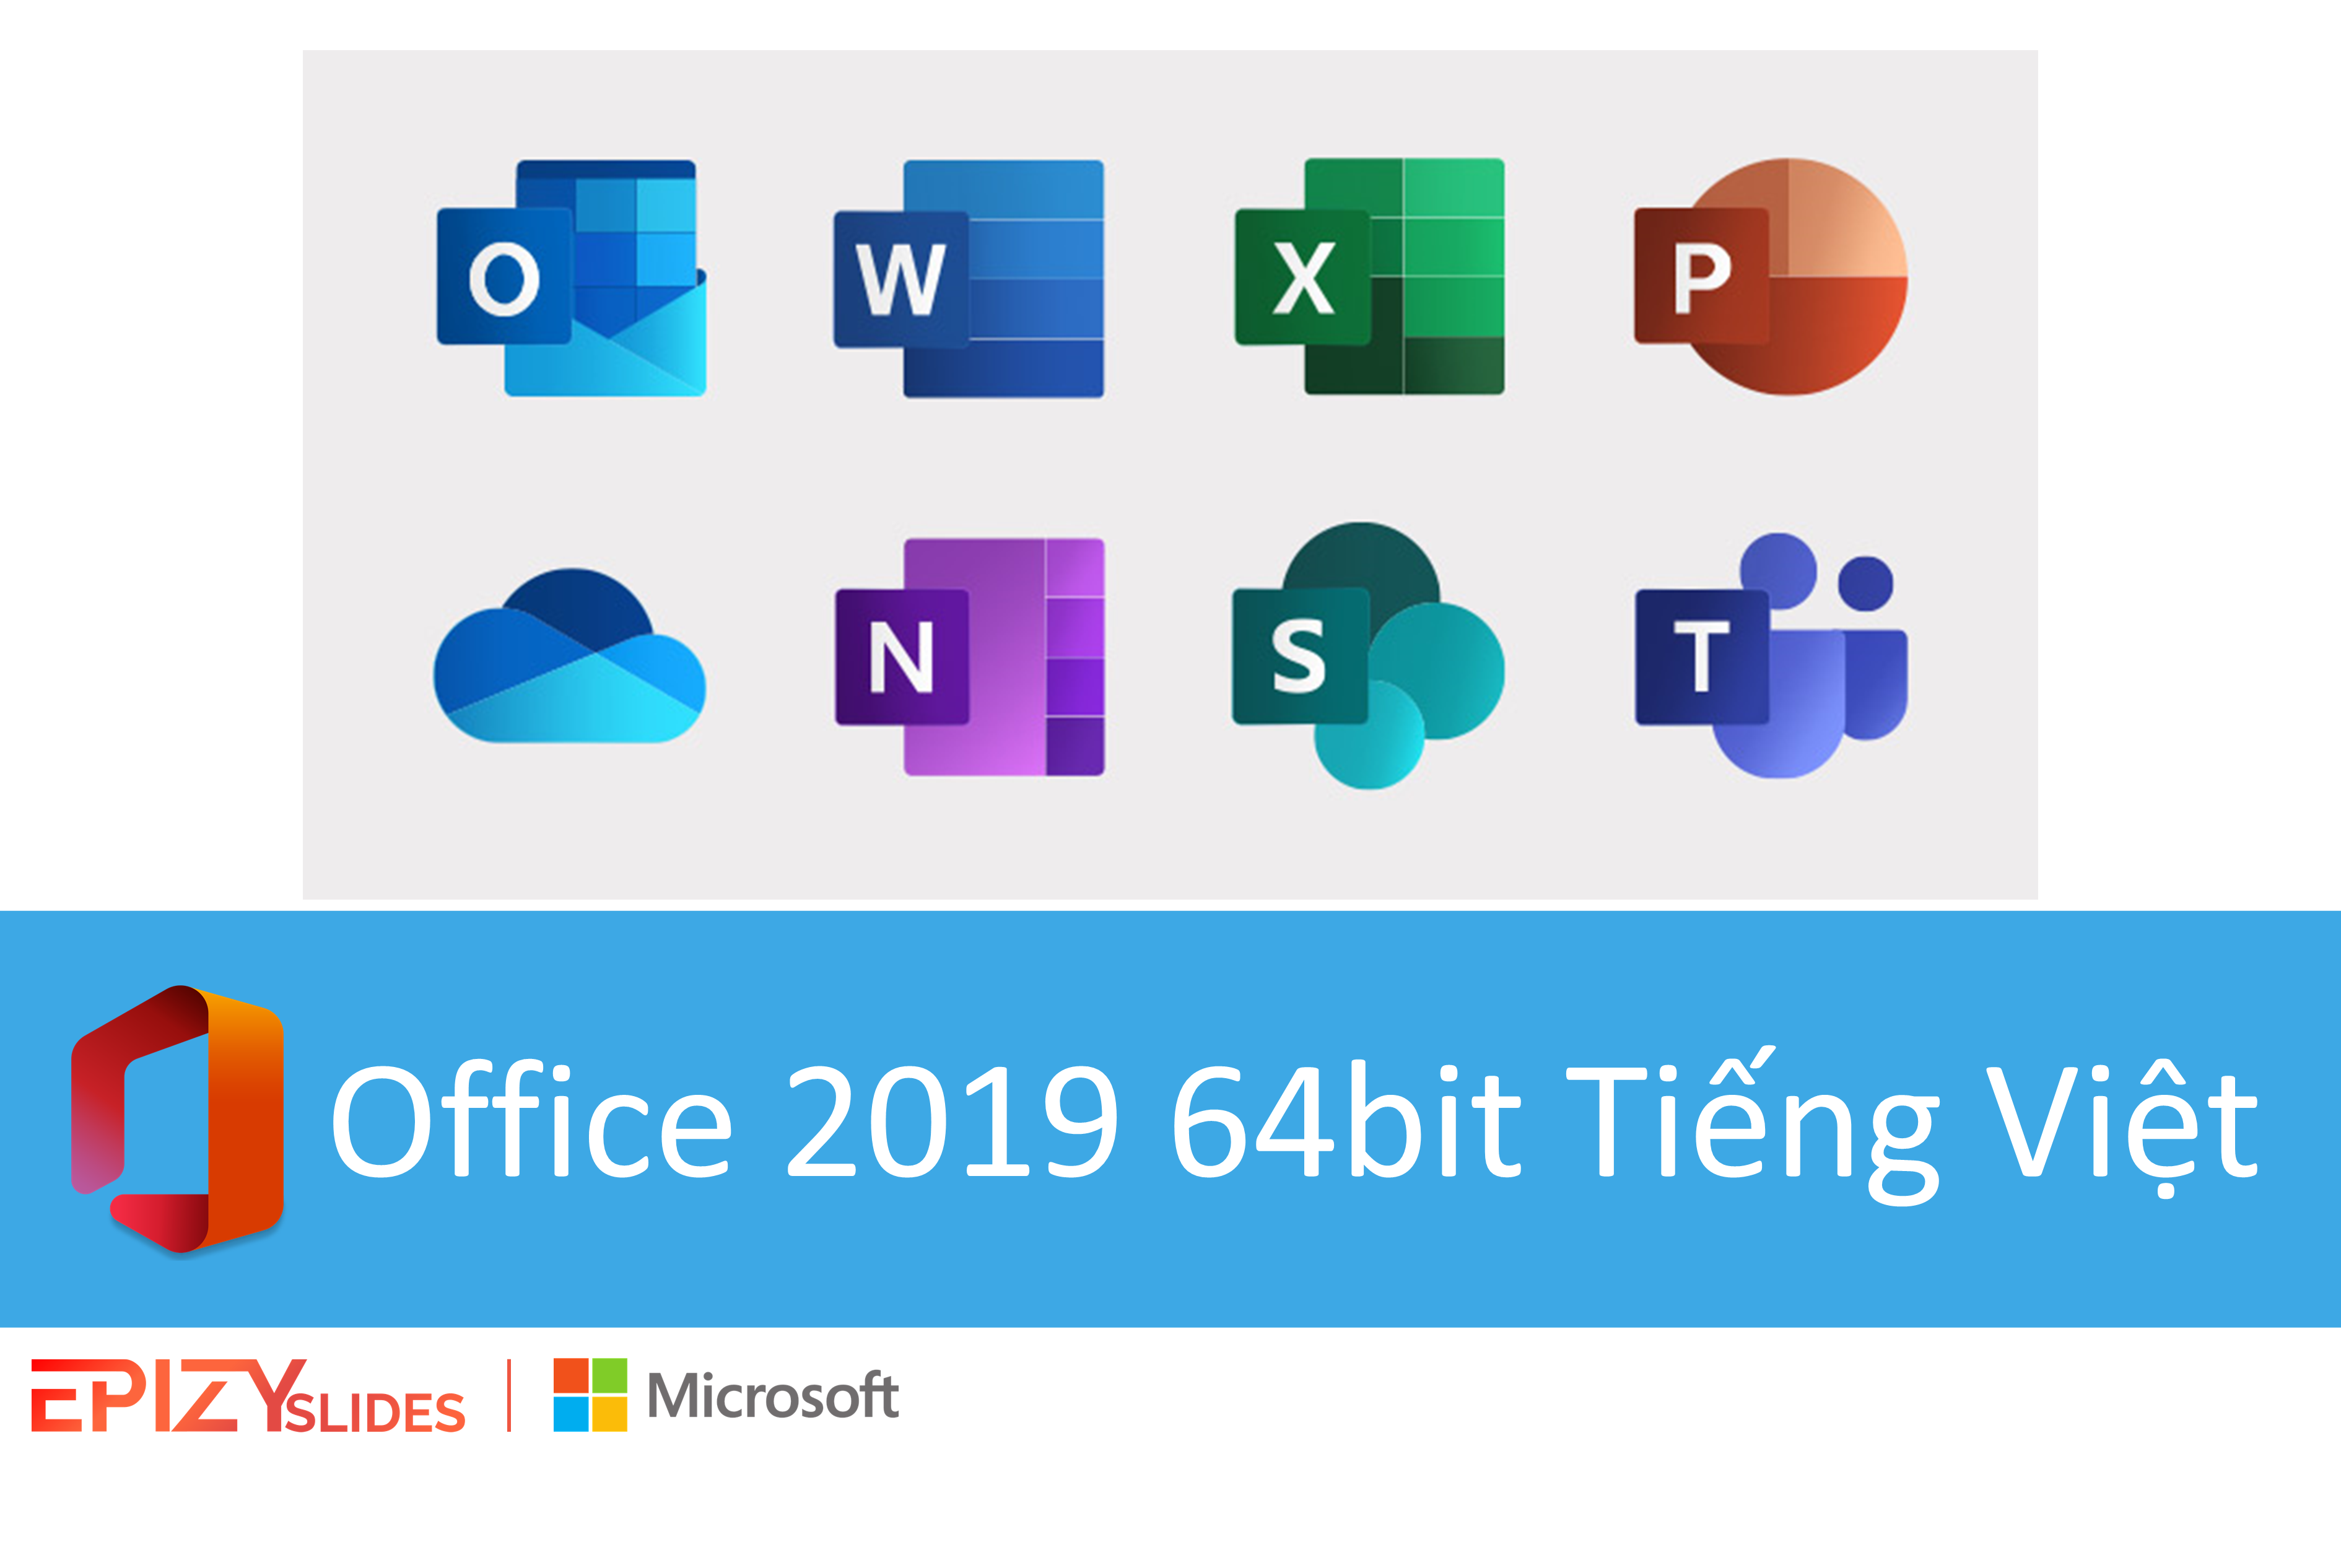 O W X P
N S T
Office 2019 64bit Tiếng Việt
EPIZYSLIDES | Microsoft